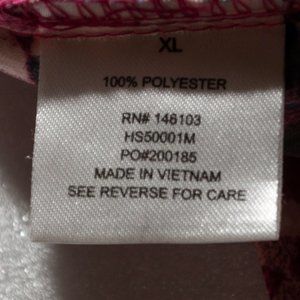 XL
100% POLYESTER
RN# 146103
HS50001M
PO#200185
MADE IN VIETNAM
SEE REVERSE FOR CARE